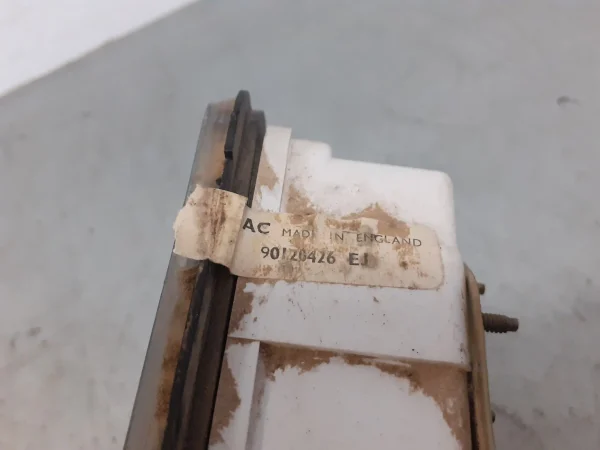 AC MADE IN ENGLAND
90120426 EJ